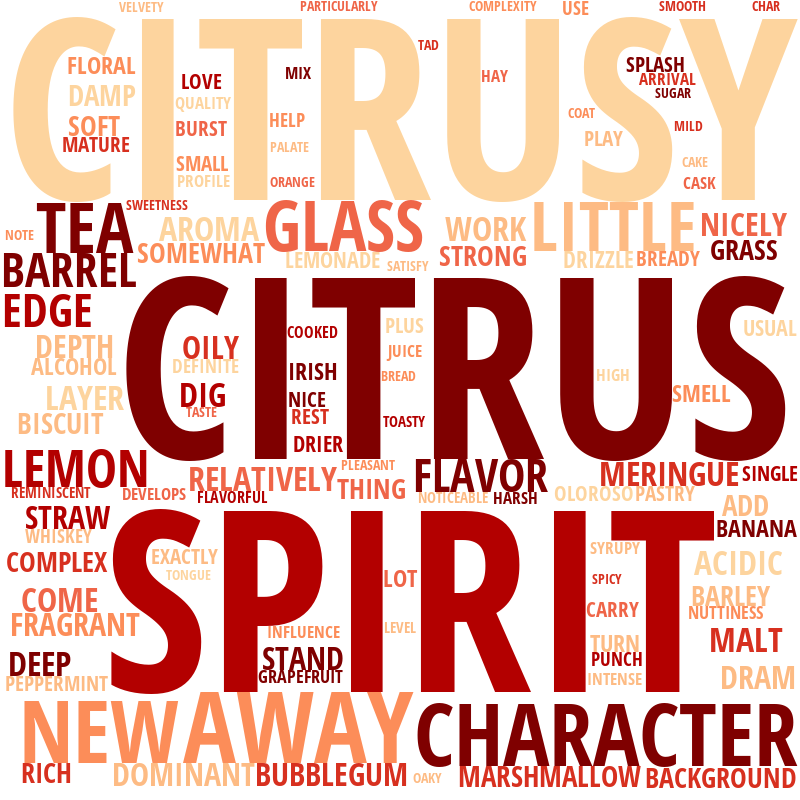 VELVETY PARTICULARLY COMPLEXITY USE SMOOTH CHAR
CITRUSY
TAD
FLORAL LOVE MIX HAY SPLASH
ARRIVAL
DAMP QUALITY SUGAR
SOFT BURST HELP COAT MILD
MATURE PALATE PLAY
SMALL CAKE
PROFILE ORANGE CASK
SWEETNESS
NOTE TEA AROMA GLASS WORK LITTLE NICELY
SOMEWHAT LEMONADE SATISFY STRONG DRIZZLE BREADY GRASS
BARREL
CITRUS
EDGE COOKED PLUS USUAL
DEPTH OILY JUICE
ALCOHOL DEFINITE IRISH BREAD HIGH
LAYER DIG NICE SMELL
BISCUIT TASTE REST TOASTY
DRIER
LEMON RELATIVELY PLEASANT FLAVOR MERINGUE SINGLE
REMINISCENT DEVELOPS FLAVORFUL THING NOTICEABLE HARSH OLOROSO PASTRY
STRAW ADD
SPIRIT
WHISKEY BANANA
COMPLEX EXACTLY SYRUPY ACIDIC
TONGUE LOT SPICY
COME CARRY BARLEY
NUTTINESS
FRAGRANT INFLUENCE LEVEL TURN MALT
DEEP STAND PUNCH
PEPPERMINT GRAPEFRUIT INTENSE DRAM
NEW AWAY CHARACTER
RICH DOMINANT BUBBLEGUM OAKY MARSHMALLOW BACKGROUND